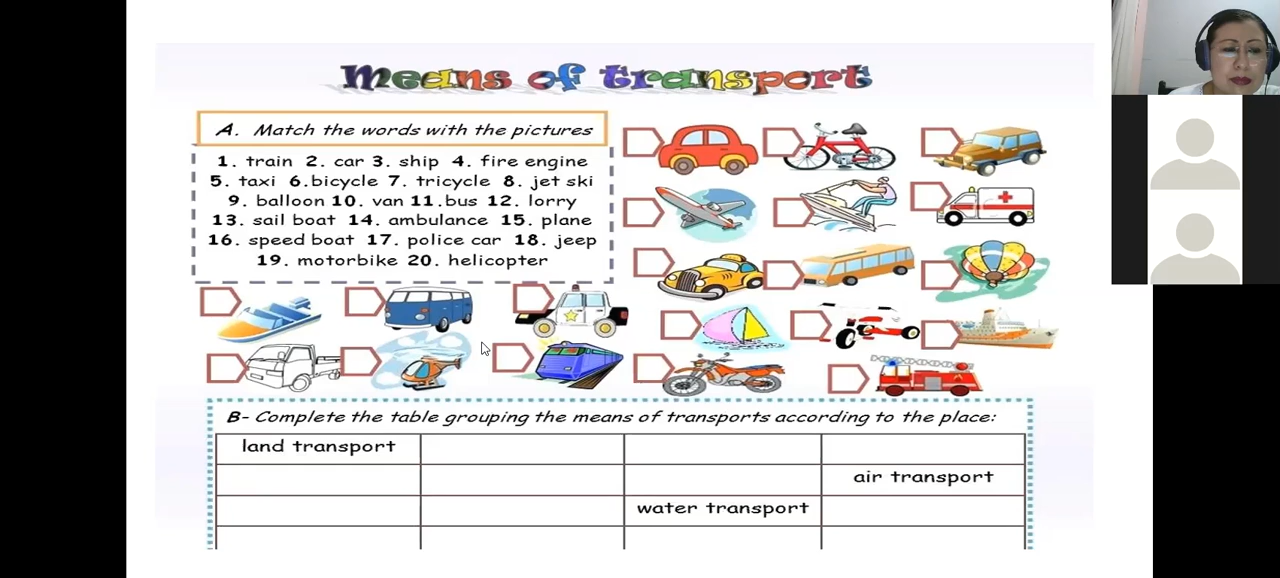 Means of transport
A. Match the words with the pictures
1. train 2. car 3. ship 4. fire engine
5. taxi 6.bicycle 7. tricycle 8. jet ski
9. balloon 10. van 11.bus 12. lorry
13. sail boat 14. ambulance 15. plane
16. speed boat 17. police car 18. jeep
19. motorbike 20. helicopter
B- Complete the table grouping the means of transports according to the place:
land transport
air transport
water transport